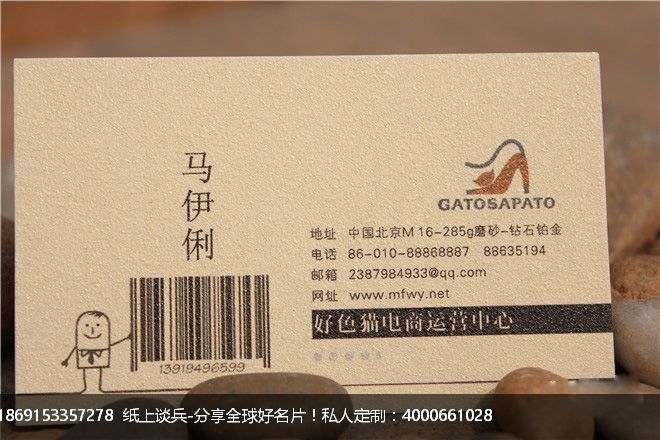 马伊俐
GATOSAPATO
地址 中国北京M 16-285g磨砂-钻石铂金
电话 86-010-88868887 88635194
邮箱 2387984933@qq.com
网址 www.mfwy.net
好色猫电商运营中心
13919496599
1869153357278 纸上谈兵-分享全球好名片！私人定制：4000661028